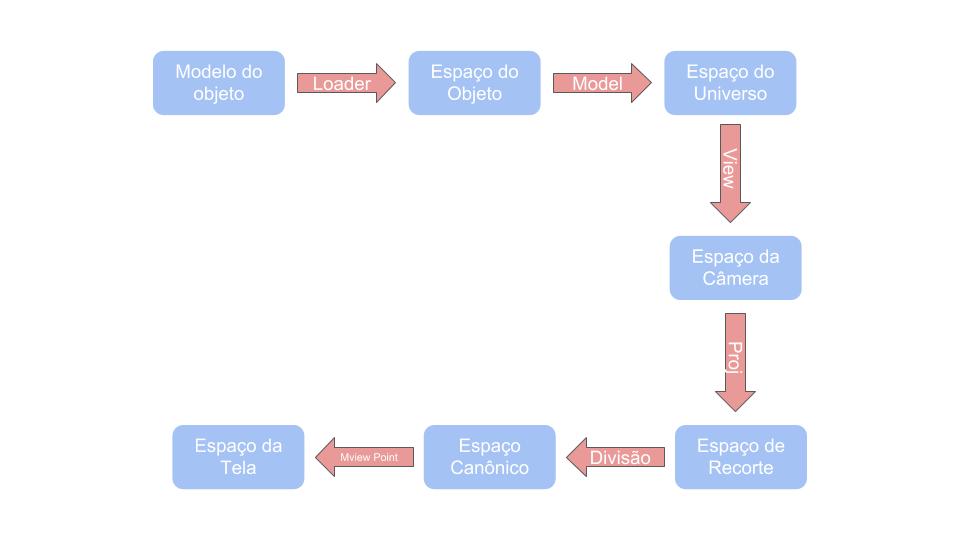 Modelo do
objeto
Loader
Espaço do
Objeto
Model
Espaço do
Universo
View
Espaço da
Câmera
Proj
Espaço de
Recorte
Divisão
Espaço
Canônico
Mview Point
Espaço da
Tela